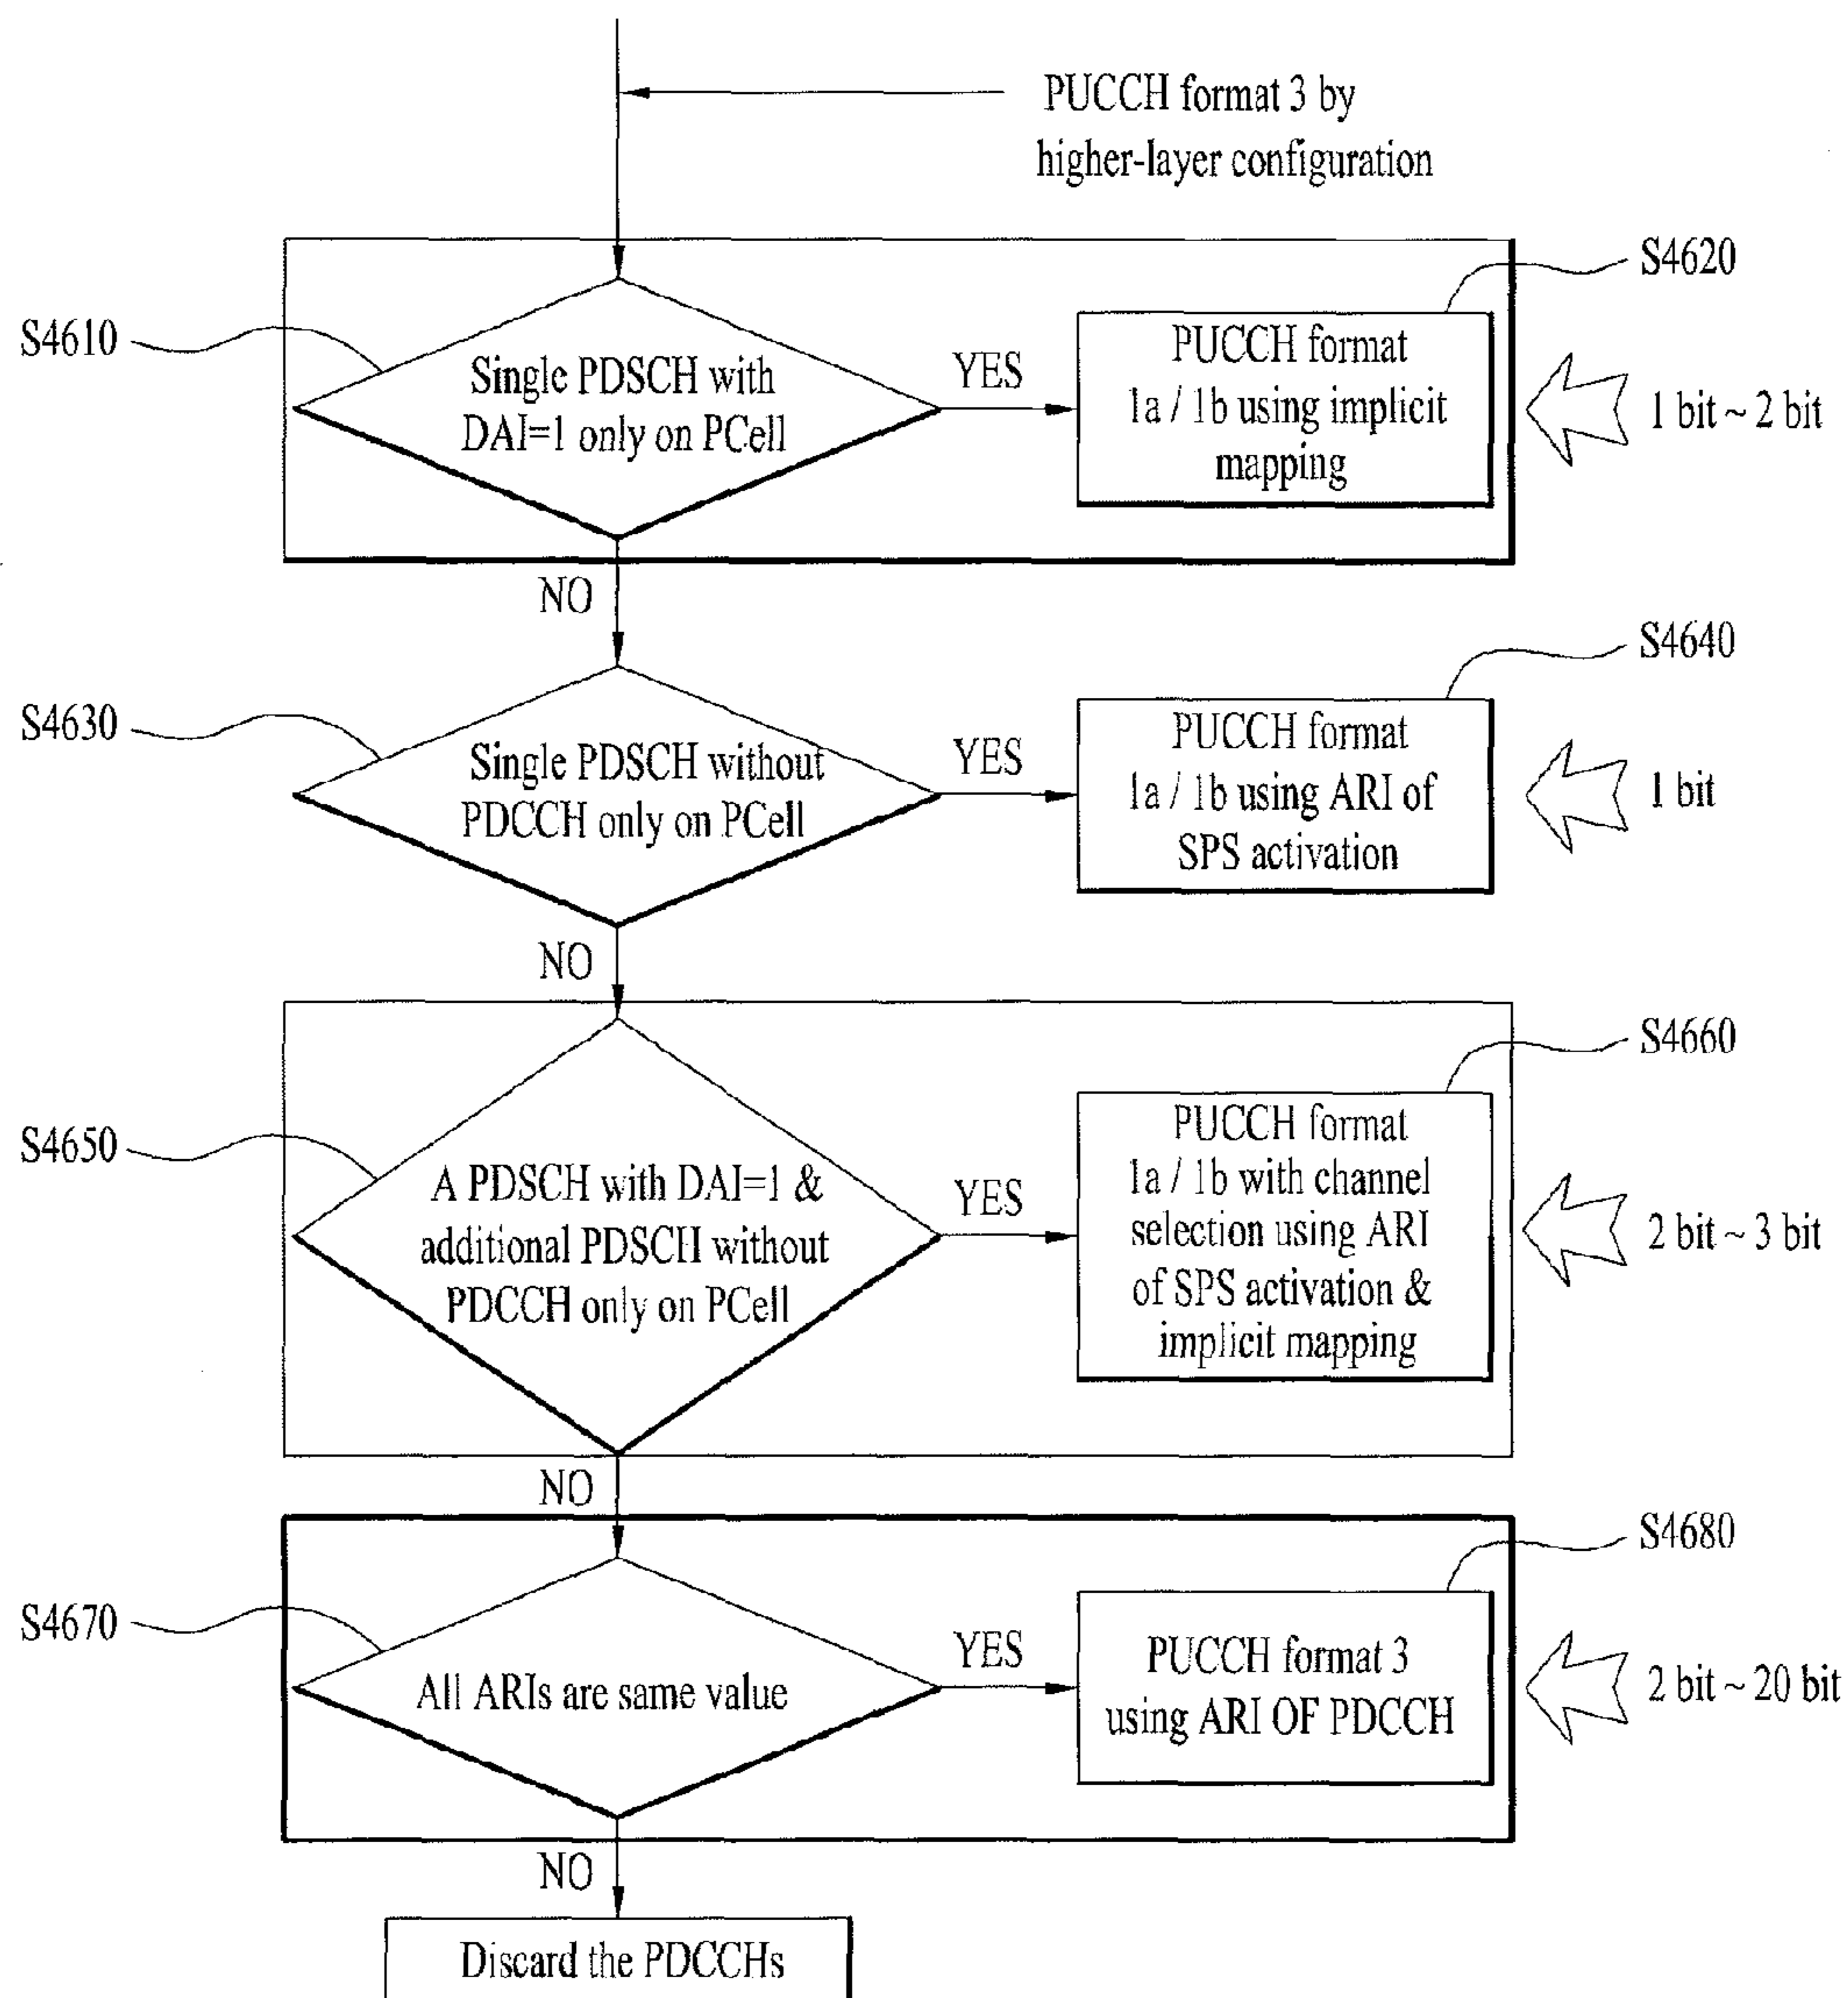 PUCCH format 3 by
higher-layer configuration
S4610
Single PDSCH with
DAI=1 only on PCell
YES
S4620
PUCCH format
1a / 1b using implicit
mapping
1 bit ~ 2 bit
NO
S4630
Single PDSCH without
PDCCH only on PCell
YES
S4640
PUCCH format
1a / 1b using ARI of
SPS activation
1 bit
NO
S4650
A PDSCH with DAI=1 &
additional PDSCH without
PDCCH only on PCell
YES
S4660
PUCCH format
1a / 1b with channel
selection using ARI
of SPS activation &
implicit mapping
2 bit ~ 3 bit
NO
S4670
All ARIs are same value
YES
S4680
PUCCH format 3
using ARI OF PDCCH
2 bit ~ 20 bit
NO
Discard the PDCCHs